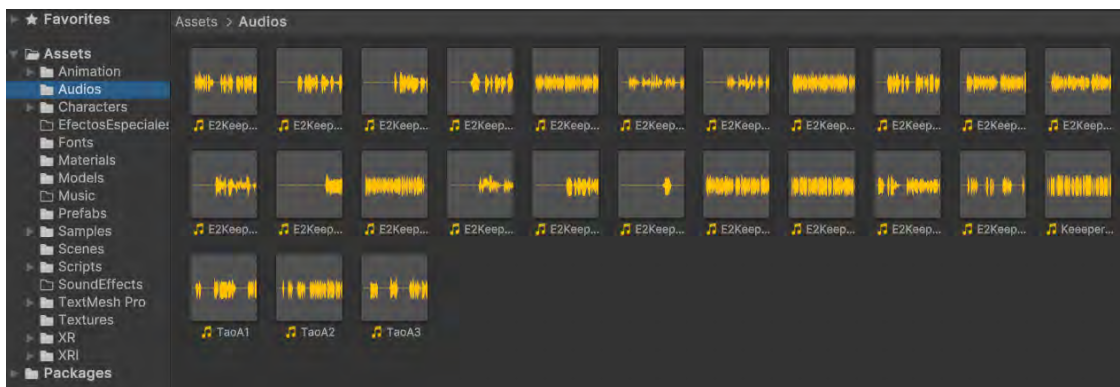 Favorites
Assets
Animation
Audios
Characters
EfectosEspeciales
Fonts
Materials
Models
Music
Prefabs
Samples
Scenes
Scripts
SoundEffects
TextMesh Pro
Textures
XR
XRI
Packages
Assets > Audios
E2Keep... E2Keep... E2Keep... E2Keep... E2Keep... E2Keep... E2Keep... E2Keep... E2Keep... E2Keep... E2Keep...
E2Keep... E2Keep... E2Keep... E2Keep... E2Keep... E2Keep... E2Keep... E2Keep... E2Keep... E2Keep... Keeeper...
TaoA1 TaoA2 TaoA3